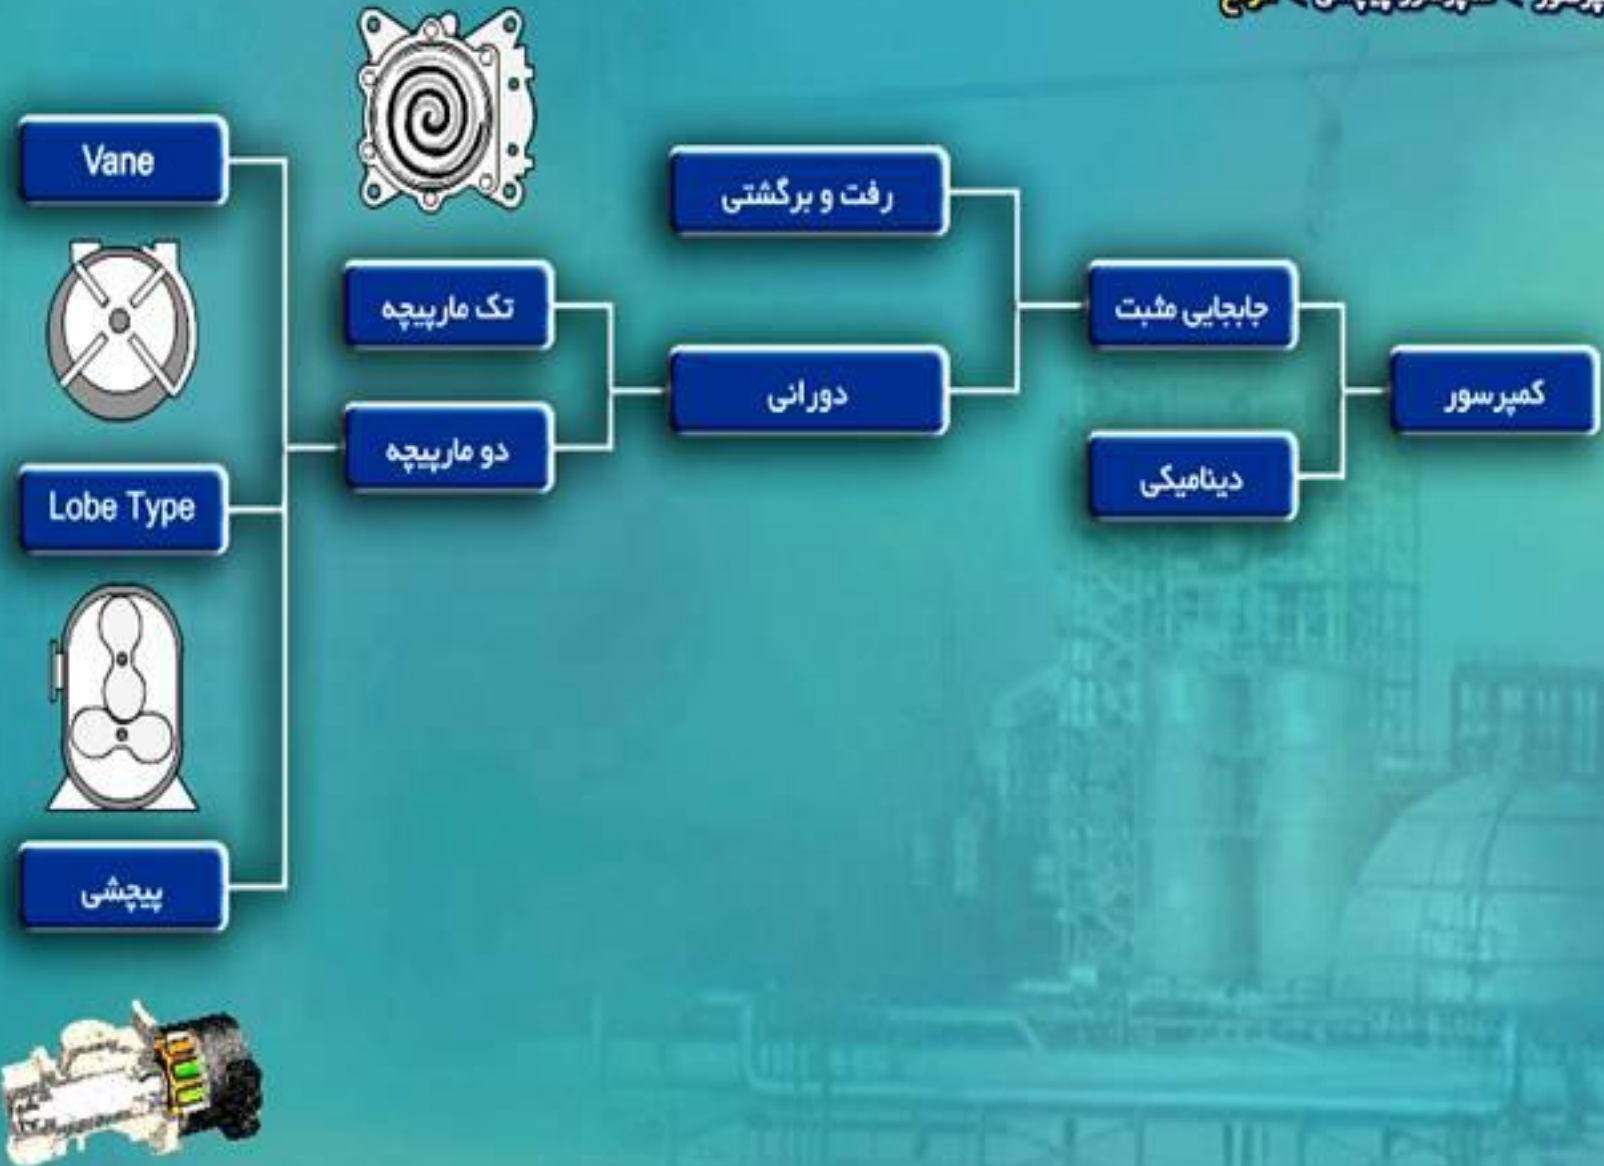 کمپرسور
جابجایی مثبت
دینامیکی
رفت و برگشتی
دورانی
تک مارپیچه
دو مارپیچه
Vane
Lobe Type
پیچشی